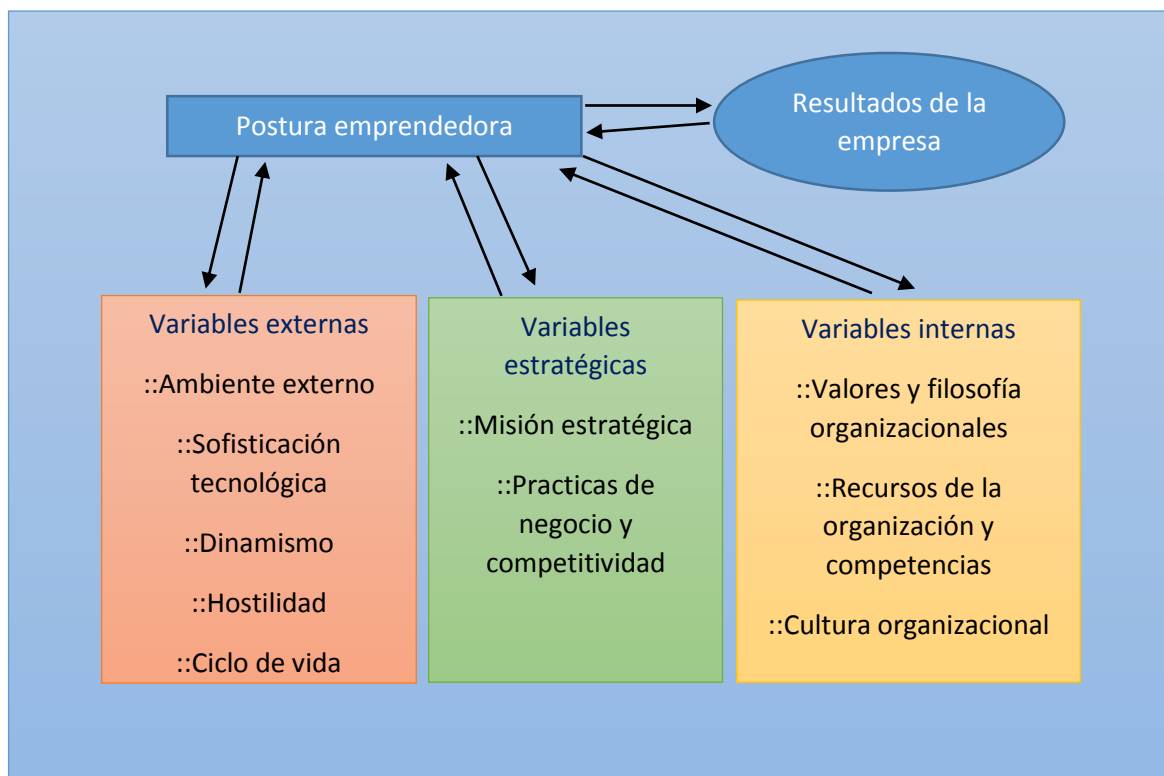 Postura emprendedora
Resultados de la
empresa
Variables externas
::Ambiente externo
::Sofisticación
tecnológica
::Dinamismo
::Hostilidad
::Ciclo de vida
Variables
estratégicas
::Misión estratégica
::Practicas de
negocio y
competitividad
Variables internas
::Valores y filosofía
organizacionales
::Recursos de la
organización y
competencias
::Cultura organizacional